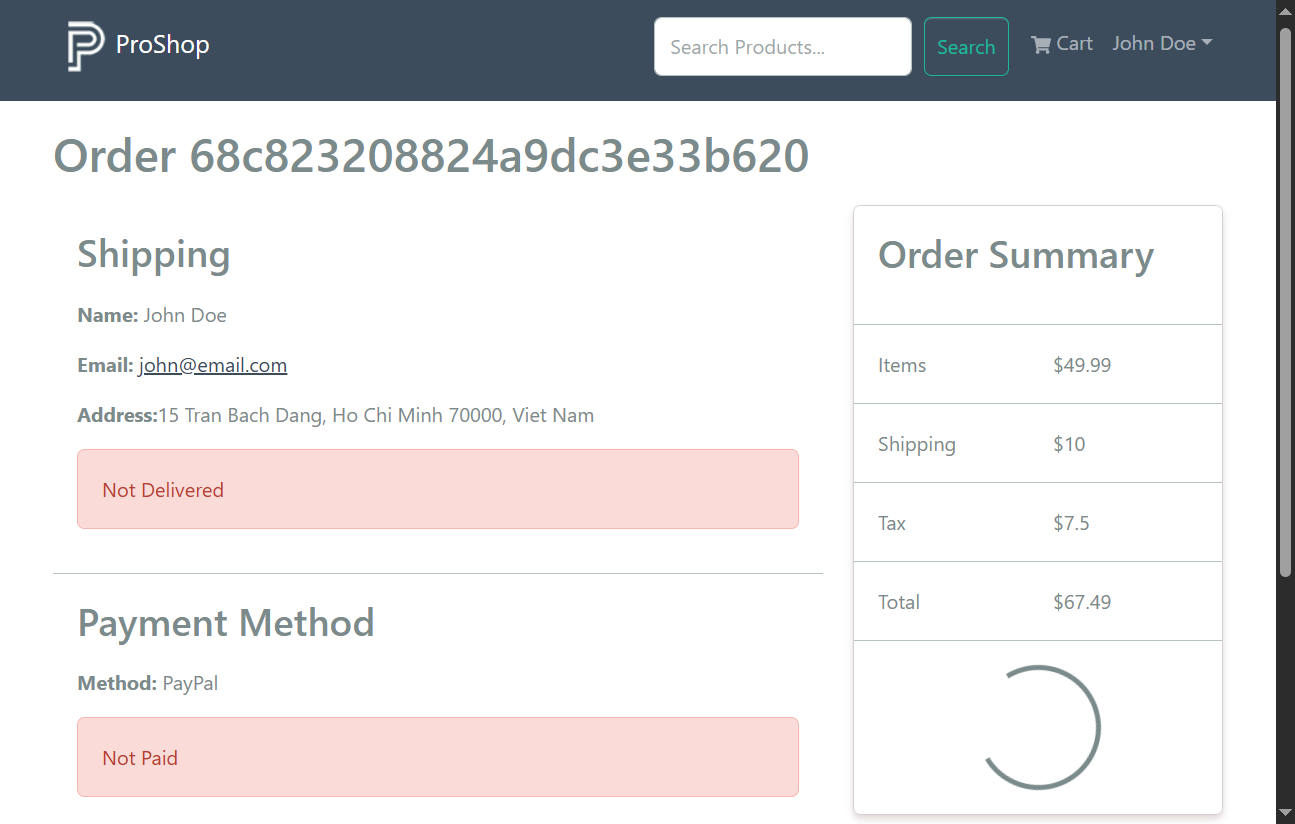 ProShop
Search Products...
Search
Cart
John Doe
Order 68c823208824a9dc3e33b620
Shipping
Name: John Doe
Email: john@email.com
Address:15 Tran Bach Dang, Ho Chi Minh 70000, Viet Nam
Not Delivered
Payment Method
Method: PayPal
Not Paid
Order Summary
Items $49.99
Shipping $10
Tax $7.5
Total $67.49